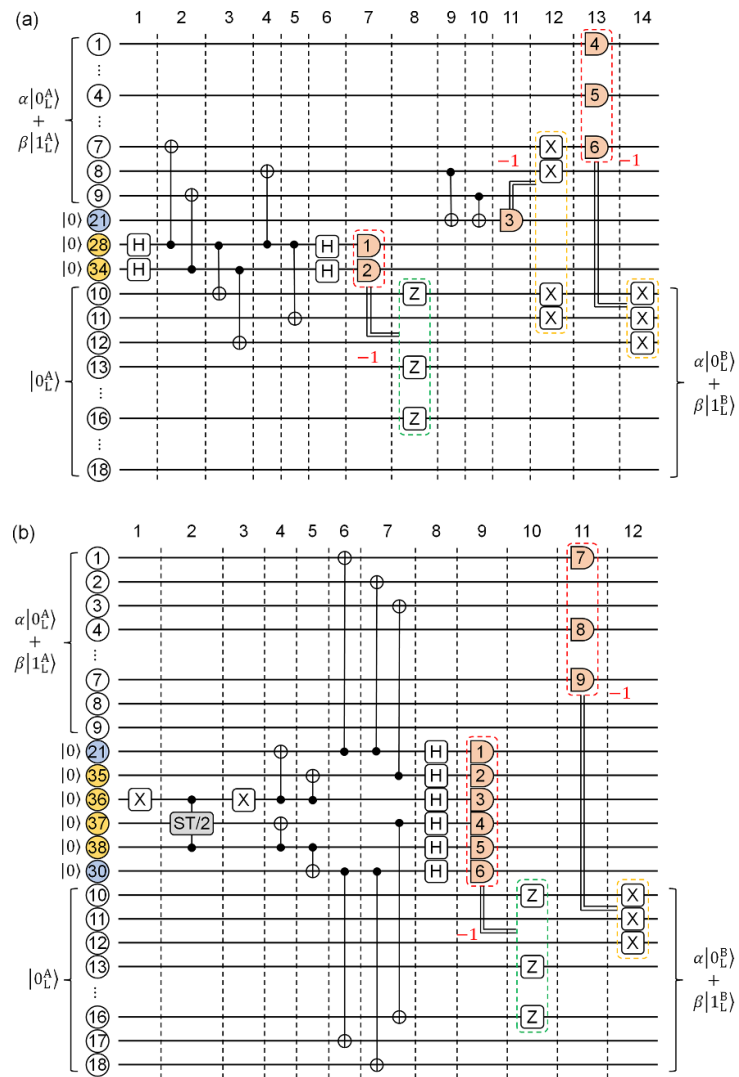 (a)
1 2 3 4 5 6 7 8 9 10 11 12 13 14
1 4
⋮
4 5
⋮
α|0_L^A⟩
+
β|1_L^A⟩
7 X 6
8 −1 X −1
9
|0⟩ 21 3
|0⟩ 28 H H 1
|0⟩ 34 H H 2
10 Z X X
11 X X
12 X
−1
|0_L^A⟩
13 Z
⋮
16 Z
⋮
18
α|0_L^B⟩
+
β|1_L^B⟩
(b)
1 2 3 4 5 6 7 8 9 10 11 12
1 7
2
3
4 8
⋮
α|0_L^A⟩
+
β|1_L^A⟩
7 9
−1
8
9
|0⟩ 21 H 1
|0⟩ 35 H 2
|0⟩ 36 X X H 3
|0⟩ 37 ST/2 H 4
|0⟩ 38 H 5
|0⟩ 30 H 6
10 Z X
11 X
−1
12 X
13 Z
⋮
|0_L^A⟩
16 Z
17
18
α|0_L^B⟩
+
β|1_L^B⟩